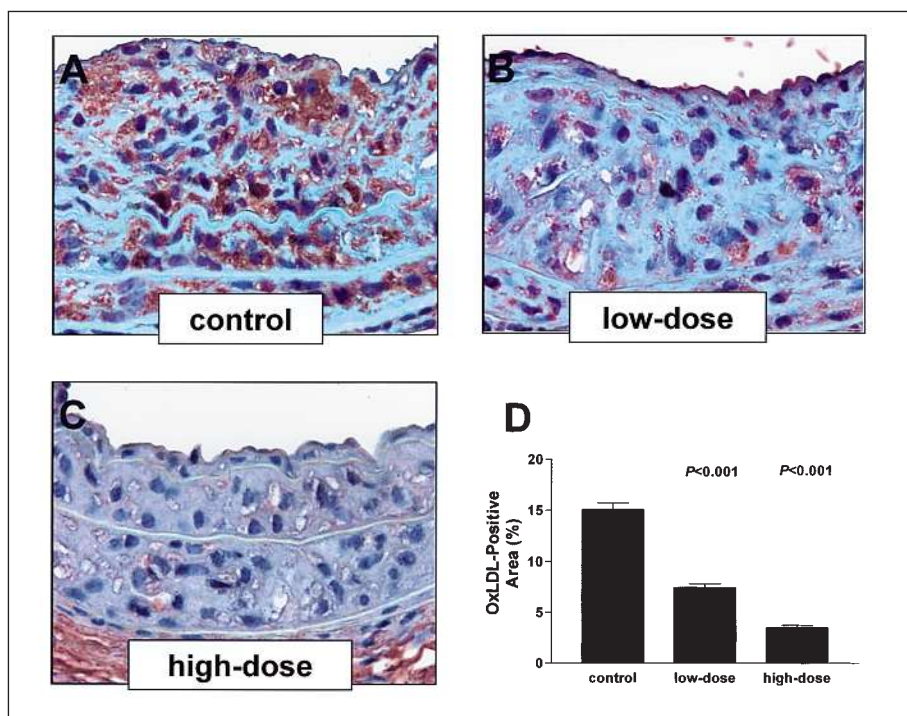 A
B
control
low-dose
C
high-dose
D
P<0.001 P<0.001
20
15
10
5
0
OxLDL-Positive
Area (%)
control low-dose high-dose